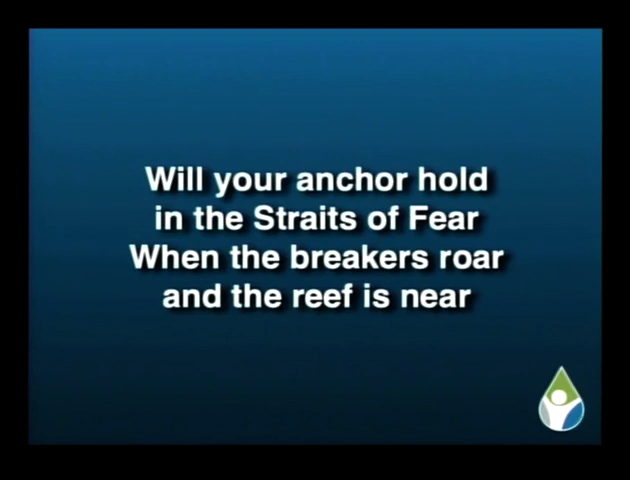 Will your anchor hold
in the Straits of Fear
When the breakers roar
and the reef is near